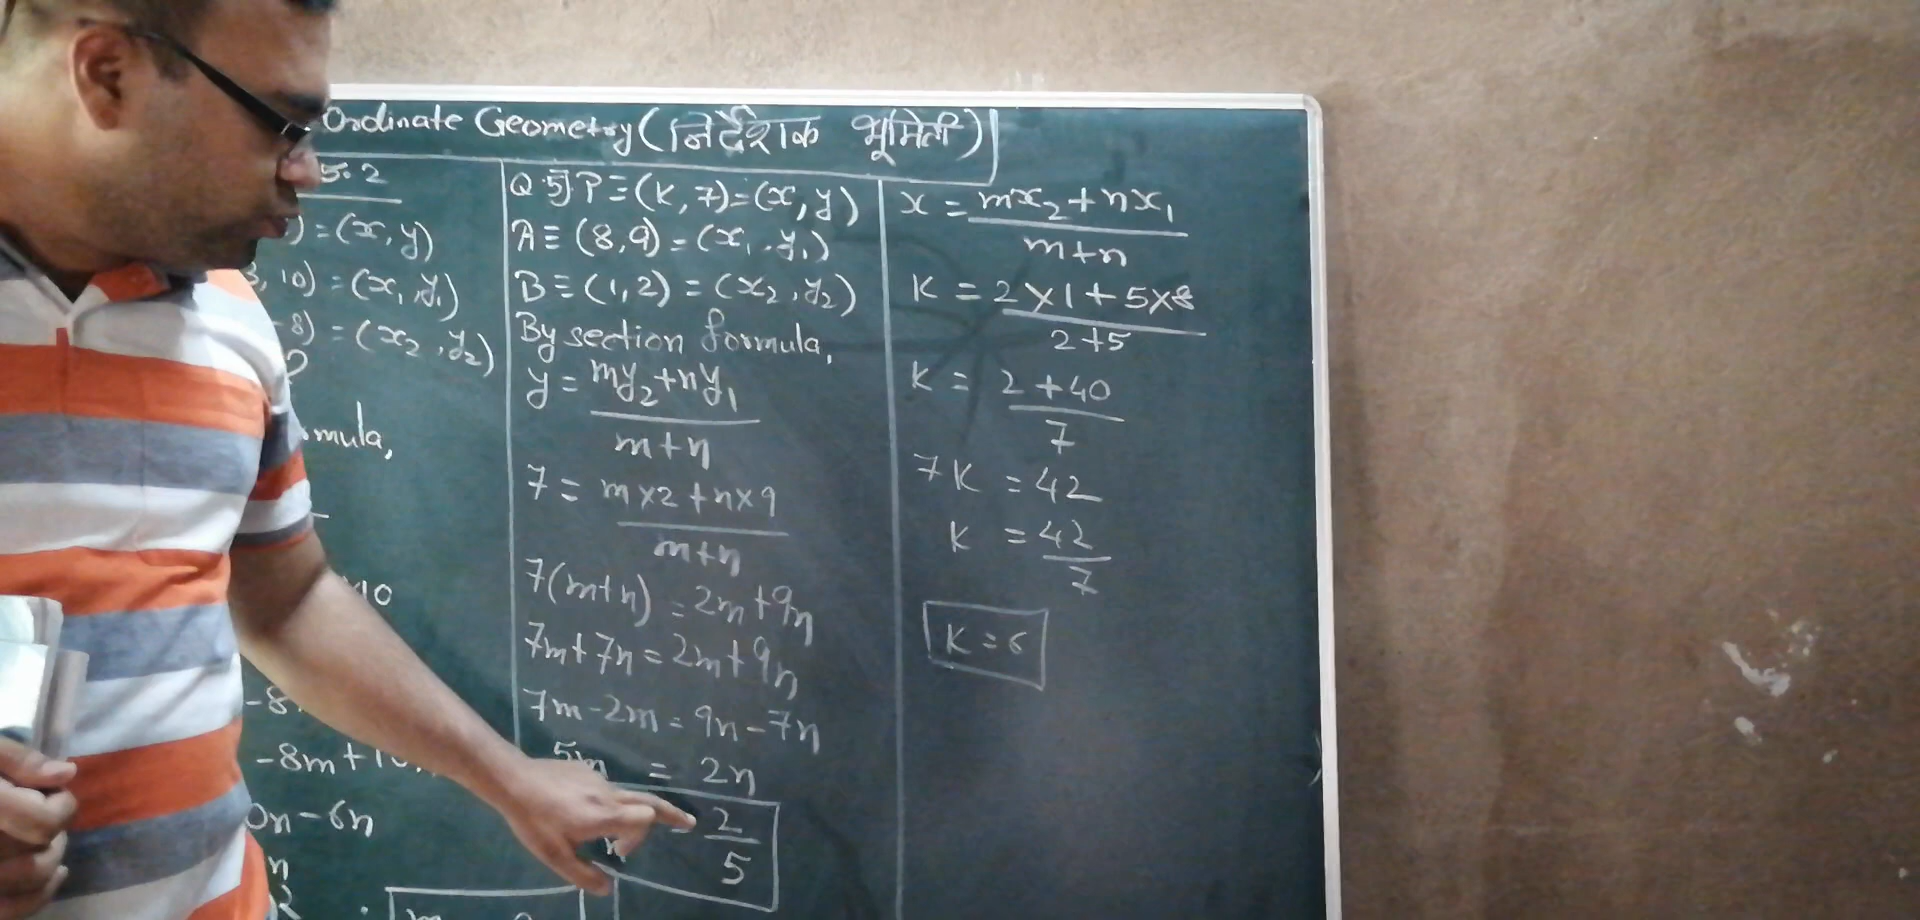 Ordinate Geometry (निर्देशांक भूमिती)
5.2
) = (x, y)
3, 10) = (x₁, y₁)
-8) = (x₂, y₂)
?
mula,
×10
-8
-8m + 10
0n - 6n
n
Q.5] P ≡ (K, 7) = (x, y)
A ≡ (8, 9) = (x₁, y₁)
B ≡ (1, 2) = (x₂, y₂)
By section formula,
y = my₂ + ny₁
m+n
7 = m×2 + n×9
m+n
7(m+n) = 2m + 9n
7m + 7n = 2m + 9n
7m - 2m = 9n - 7n
5m = 2n
n = 2
5
x = mx₂ + nx₁
m+n
K = 2×1 + 5×8
2+5
K = 2 + 40
7
7K = 42
K = 42
7
K = 6